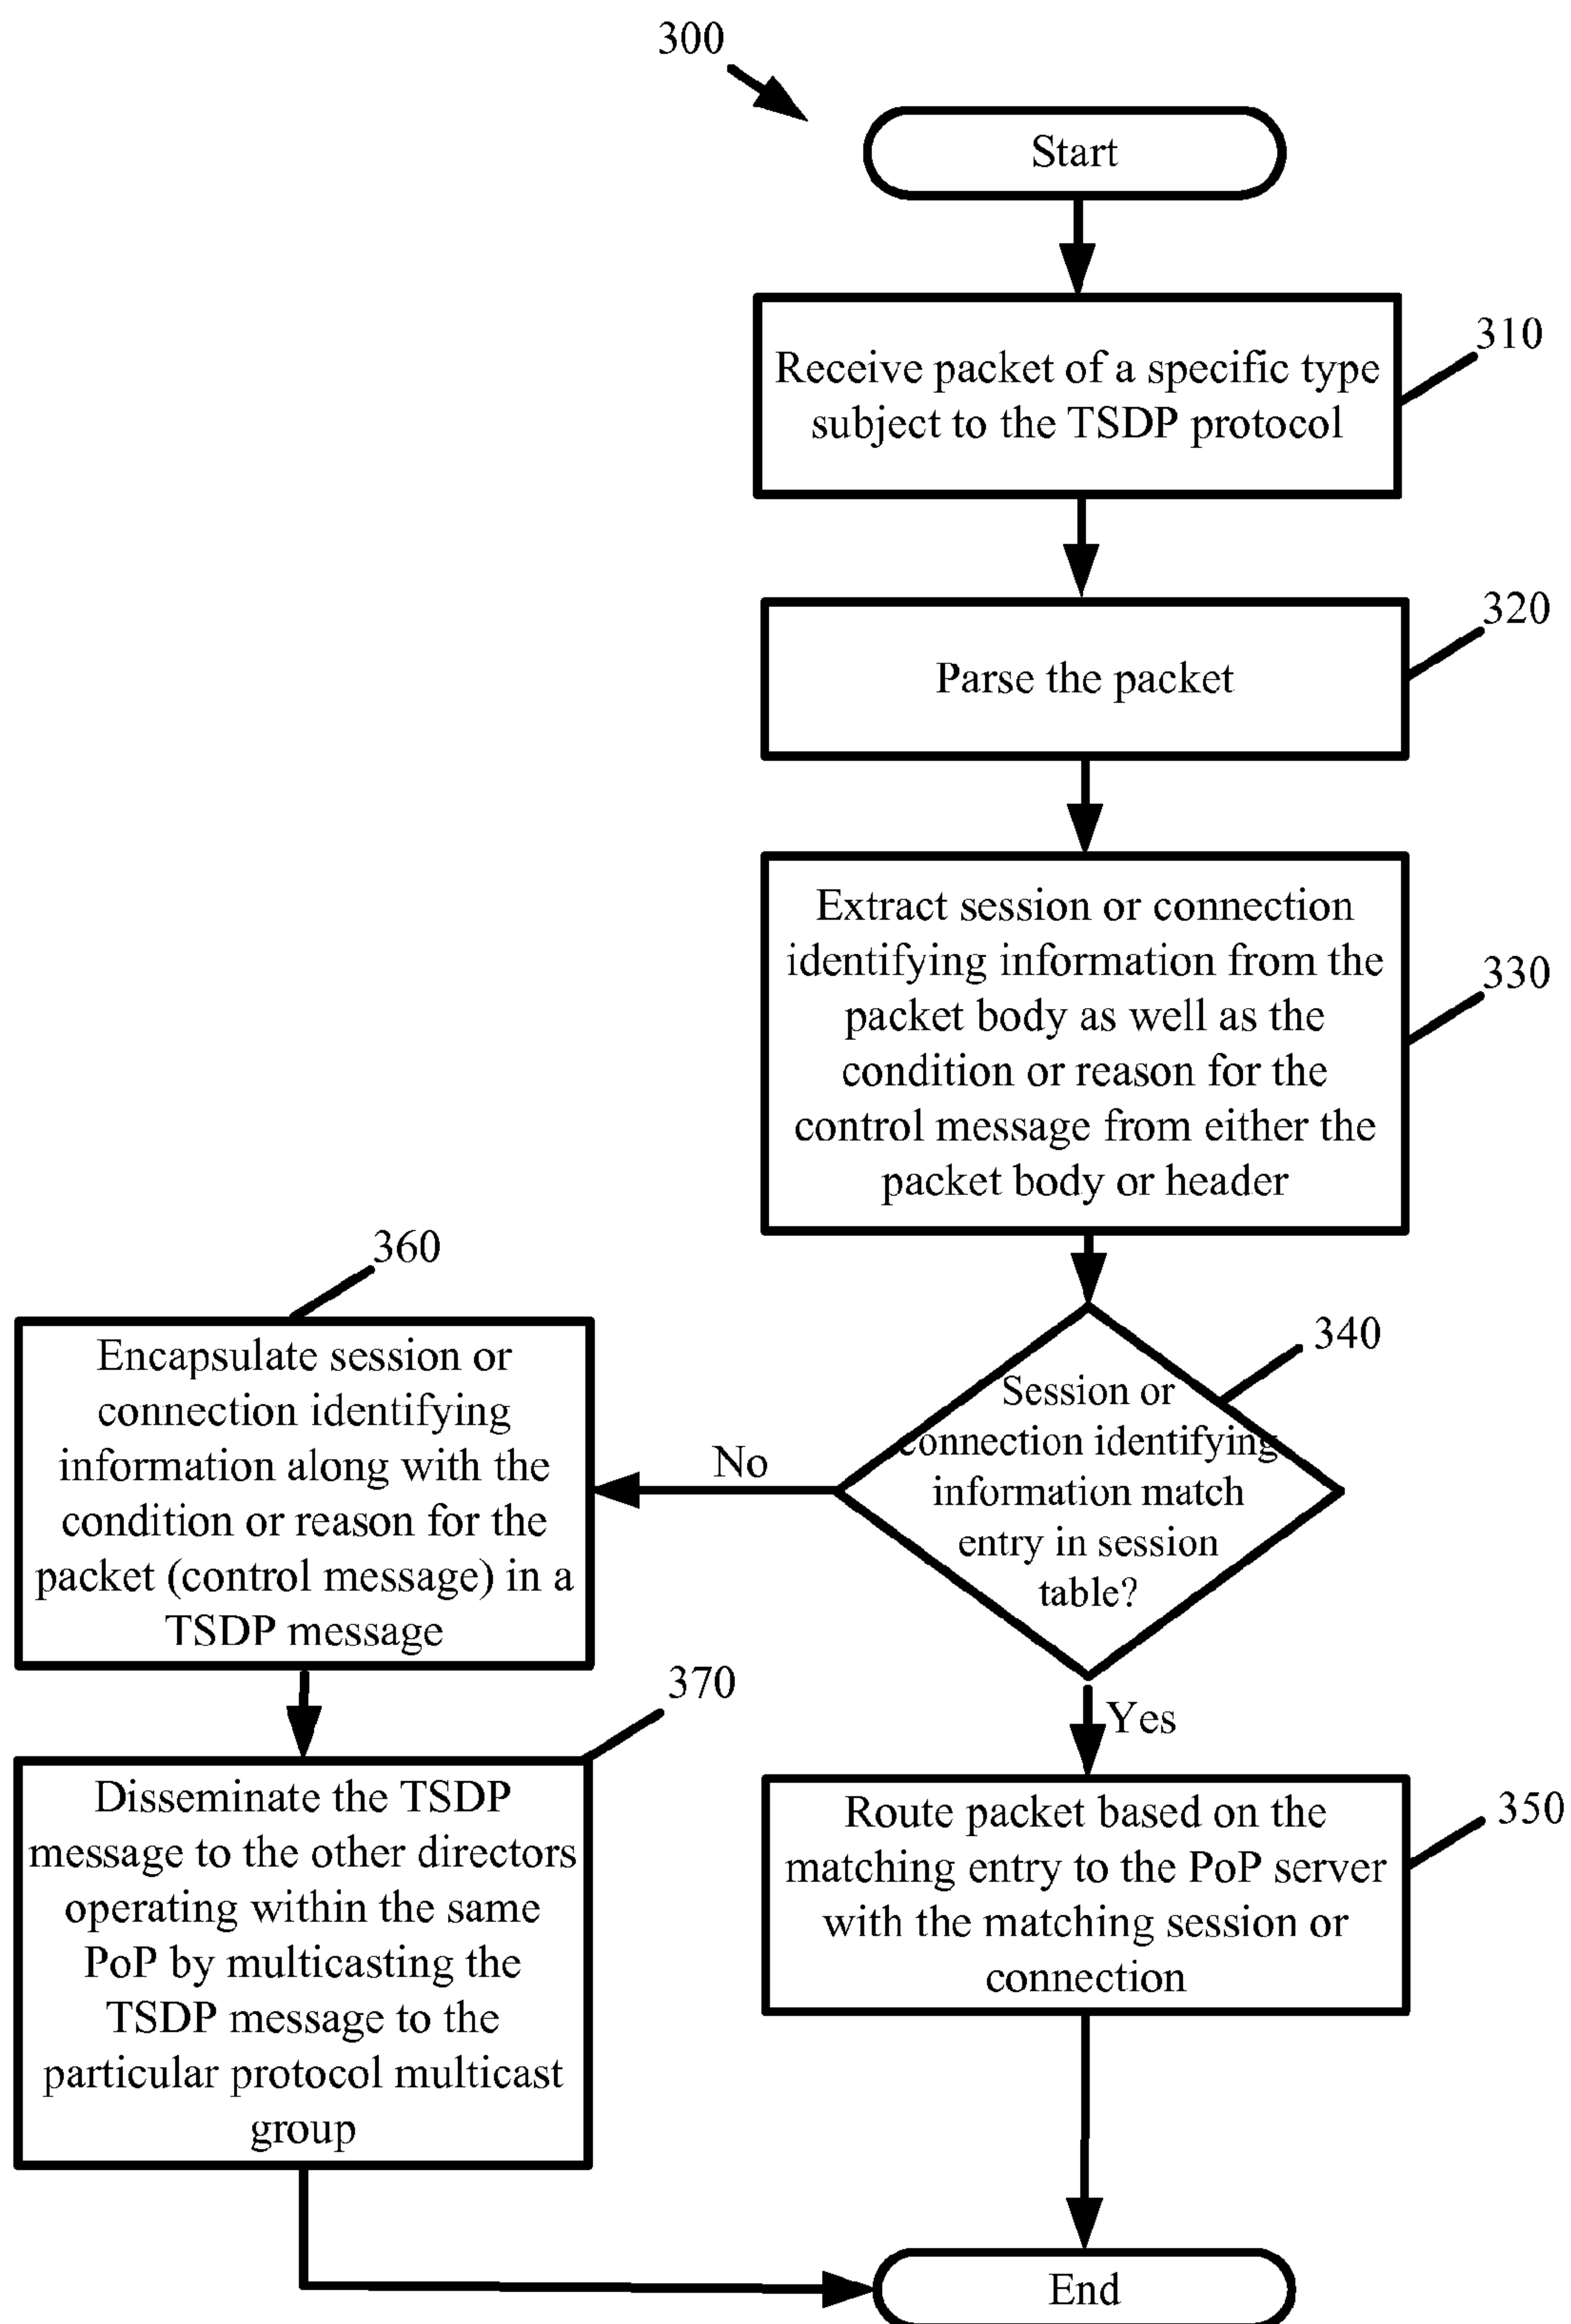 300
Start
310
Receive packet of a specific type
subject to the TSDP protocol
320
Parse the packet
330
Extract session or connection
identifying information from the
packet body as well as the
condition or reason for the
control message from either the
packet body or header
340
Session or
connection identifying
information match
entry in session
table?
No
360
Encapsulate session or
connection identifying
information along with the
condition or reason for the
packet (control message) in a
TSDP message
370
Disseminate the TSDP
message to the other directors
operating within the same
PoP by multicasting the
TSDP message to the
particular protocol multicast
group
Yes
350
Route packet based on the
matching entry to the PoP server
with the matching session or
connection
End